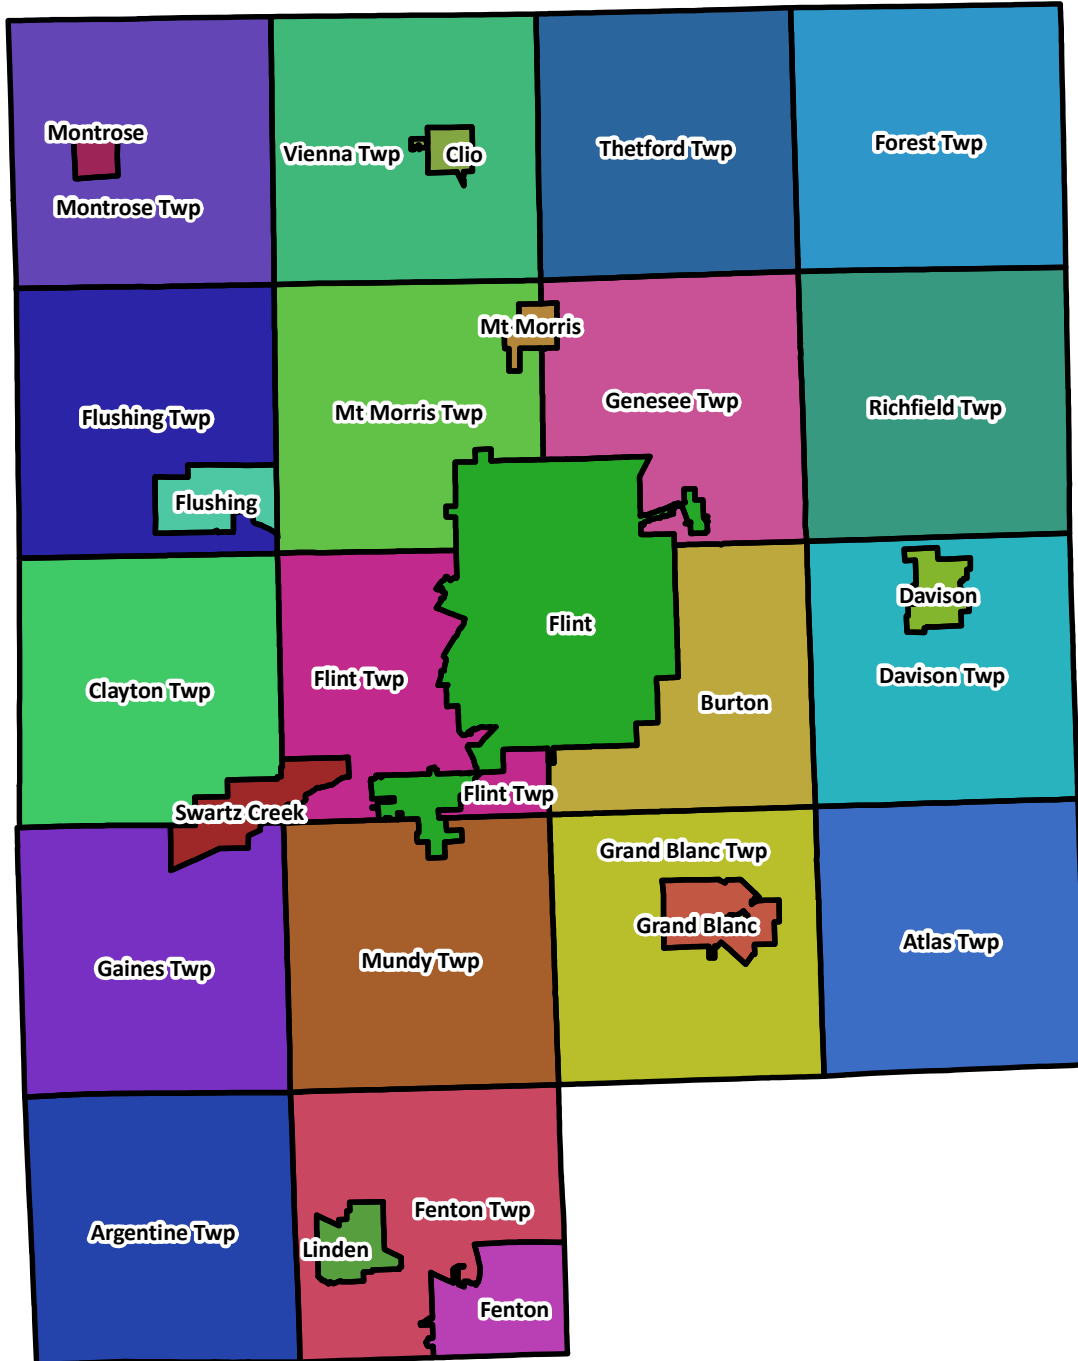 Montrose
Montrose Twp
Vienna Twp
Clio
Thetford Twp
Forest Twp
Flushing Twp
Flushing
Mt Morris Twp
Mt Morris
Genesee Twp
Richfield Twp
Clayton Twp
Flint Twp
Flint
Burton
Davison
Davison Twp
Swartz Creek
Flint Twp
Gaines Twp
Mundy Twp
Grand Blanc Twp
Grand Blanc
Atlas Twp
Argentine Twp
Linden
Fenton Twp
Fenton